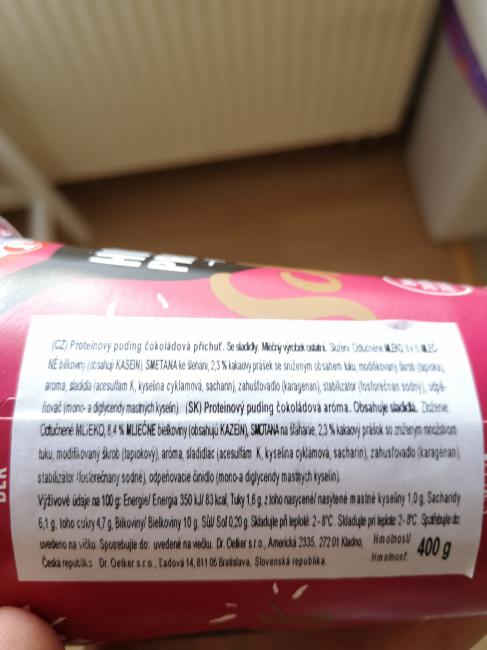 (CZ) Proteinový puding čokoládová příchuť. Se sladidly. Mléčný výrobek ostatní. Složení: Odtučněné MLÉKO, 8,4 % MLÉČ-
NÉ bílkoviny (obsahují KASEIN), SMETANA ke šlehání, 2,3 % kakaový prášek se sníženým obsahem tuku, modifikovaný škrob (tapioka),
aroma, sladidla (acesulfam K, kyselina cyklamová, sacharin), zahušťovadlo (karagenan), stabilizátor (fosforečnan sodný), odpě-
ňovač (mono- a diglyceridy mastných kyselin). (SK) Proteinový puding čokoládová aróma. Obsahuje sladidlá. Zloženie:
Odtučnené MLIEKO, 8,4 % MLIEČNE bielkoviny (obsahujú KAZEÍN), SMOTANA na šľahanie, 2,3 % kakaový prášok so zníženým množstvom
tuku, modifikovaný škrob (tapiokový), aróma, sladidlá: (acesulfam K, kyselina cyklámová, sacharin), zahusťovadlo (karagénan),
stabilizátor (fosforečnany sodné), odpeňovacie činidlo (mono-a diglyceridy mastných kyselín).
Výživové údaje na 100 g: Energie/ Energia 350 kJ/ 83 kcal, Tuky 1,6 g, z toho nasycené/ nasýtené mastné kyseliny 1,0 g, Sacharidy
6,1 g, toho cukry 4,7 g, Bílkoviny/ Bielkoviny 10 g, Sůl/ Soľ 0,20 g. Skladujte při teplotě: 2 - 8°C. Skladujte pri teplote: 2 - 8°C. Spotřebujte do:
uvedeno na víčku. Spotrebujte do: uvedené na viečku. Dr. Oetker s.r.o., Americká 2335, 272 01 Kladno,
Česká republika Dr. Oetker s.r.o., Čadová 14, 811 05 Bratislava, Slovenská republika.
Hmotnosť/
Hmotnost: 400 g